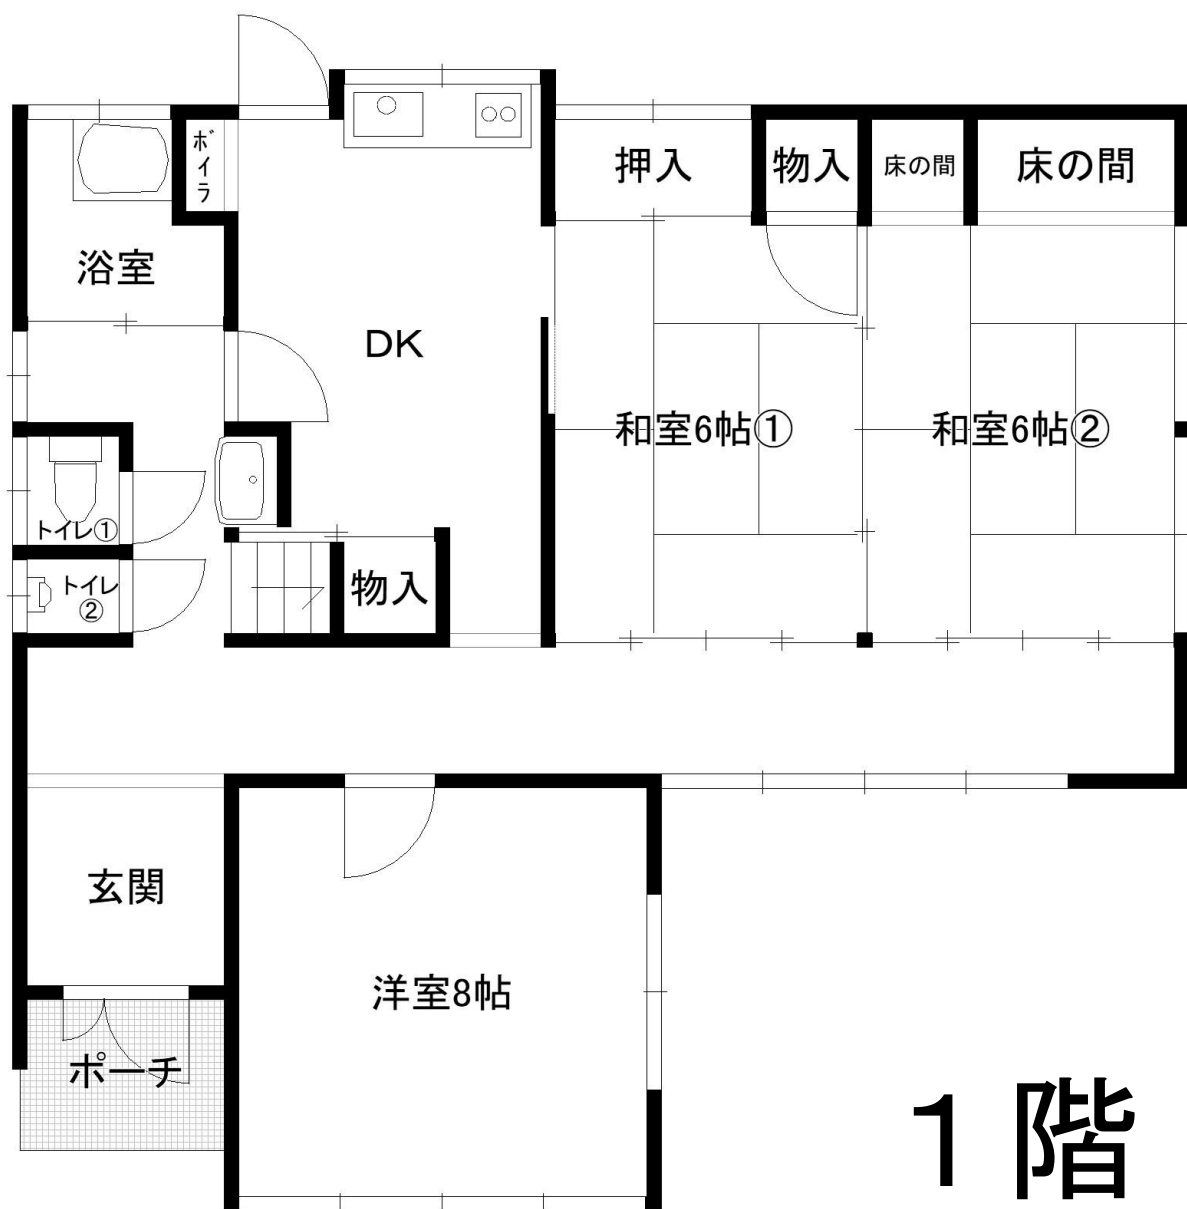 ボイラ
押入
物入
床の間
床の間
浴室
DK
和室6帖①
和室6帖②
トイレ①
トイレ
②
物入
玄関
洋室8帖
ポーチ
1階